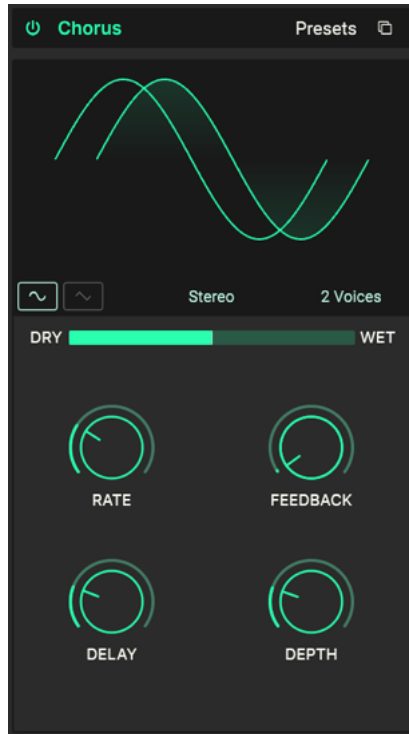 Chorus Presets
Stereo 2 Voices
DRY WET
RATE FEEDBACK
DELAY DEPTH